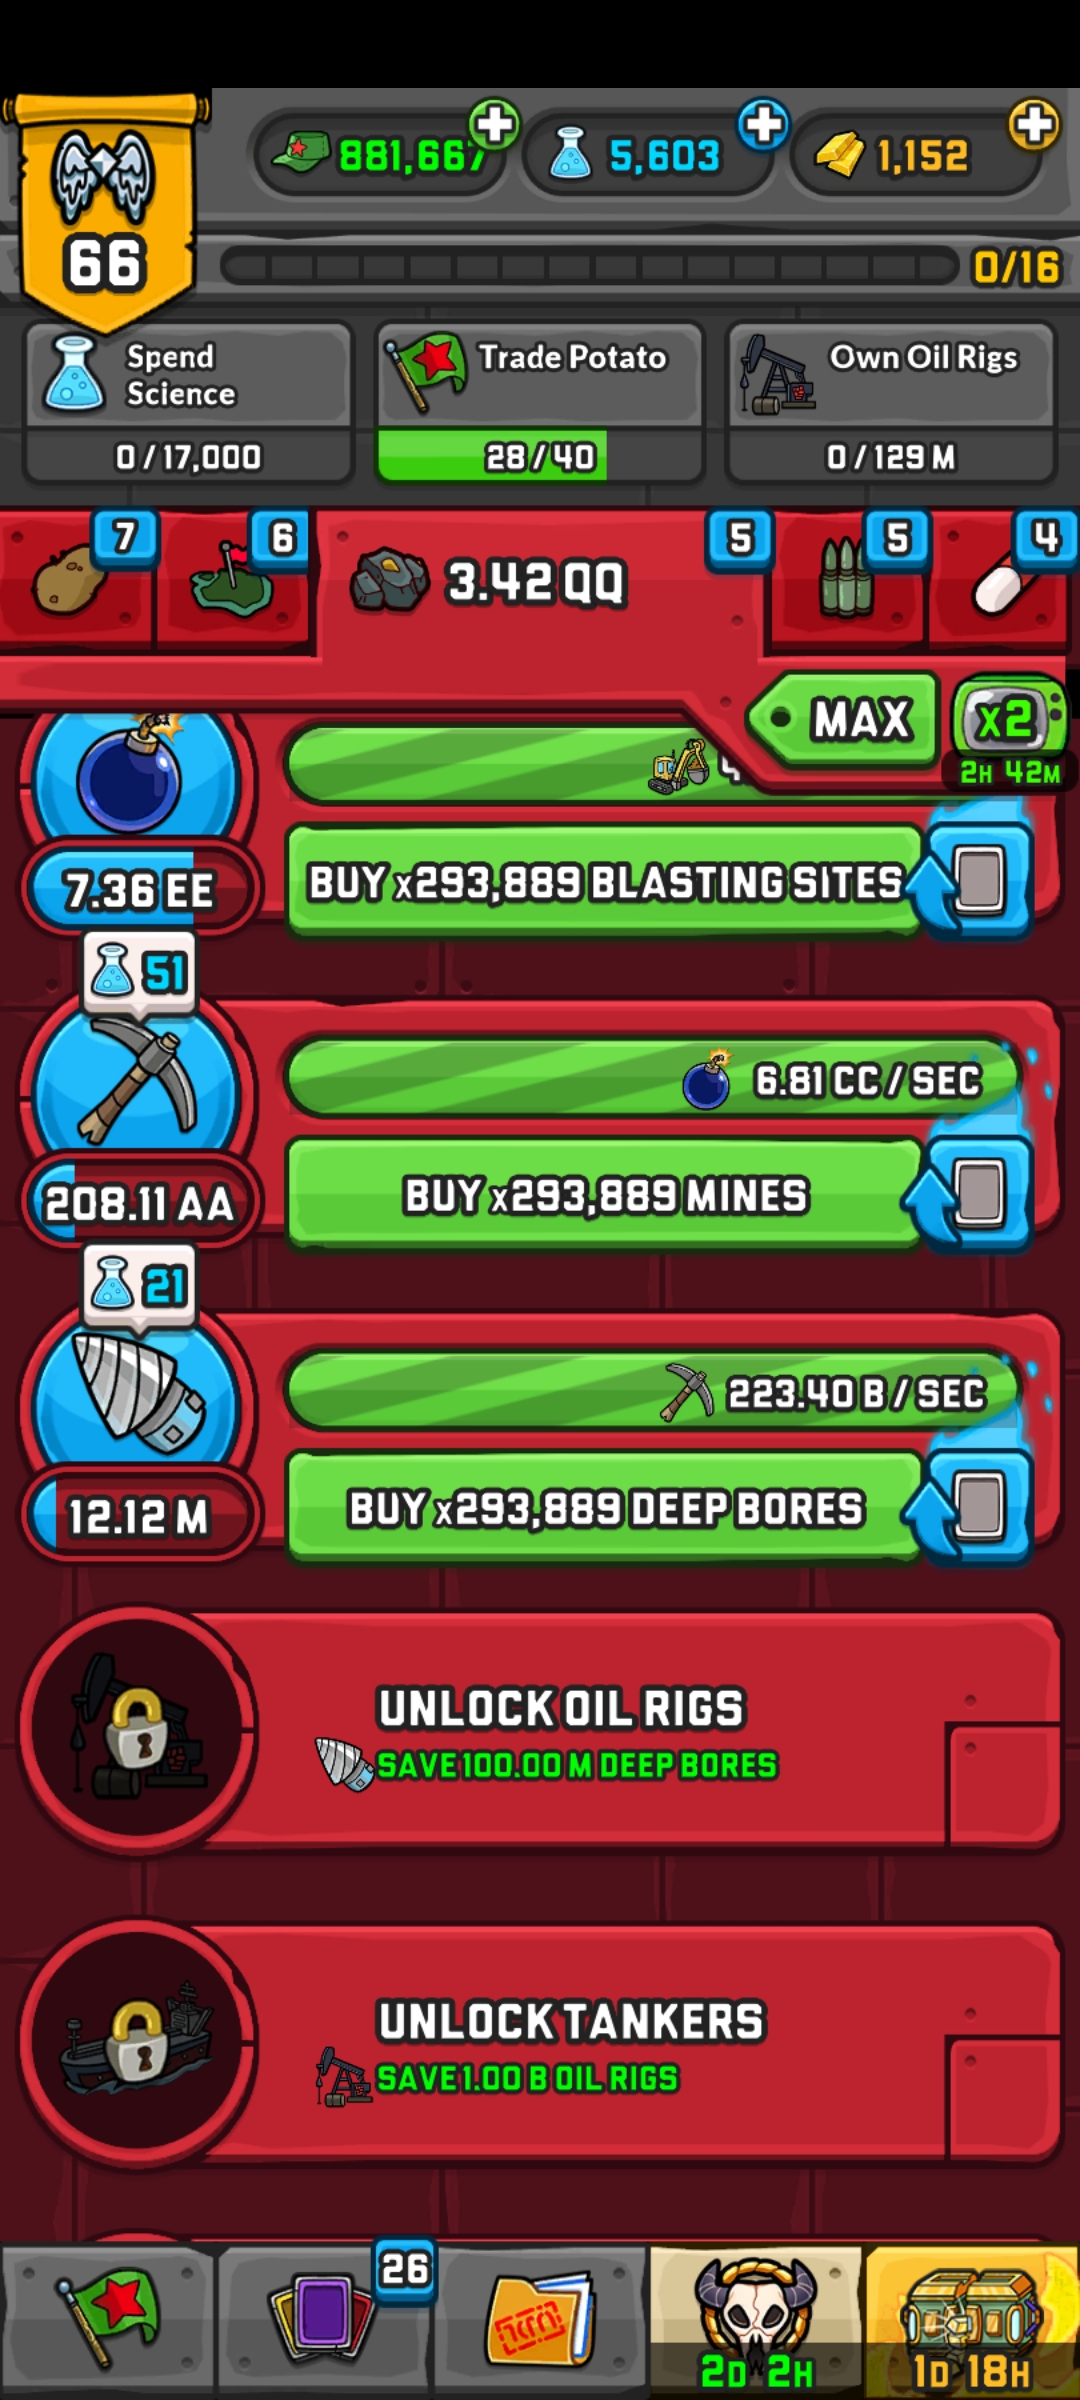 881,667
5,603
1,152
66
0/16
Spend
Science
0/17,000
Trade Potato
28/40
Own Oil Rigs
0/129 M
7
6
3.42 QQ
5
5
4
MAX
x2
2H 42M
7.36 EE
BUY x293,889 BLASTING SITES
51
6.81 CC / SEC
208.11 AA
BUY x293,889 MINES
21
223.40 B / SEC
12.12 M
BUY x293,889 DEEP BORES
UNLOCK OIL RIGS
SAVE 100.00 M DEEP BORES
UNLOCK TANKERS
SAVE 1.00 B OIL RIGS
26
2D 2H
1D 18H